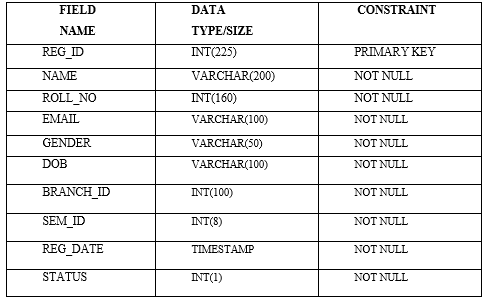 FIELD NAME DATA TYPE/SIZE CONSTRAINT
REG_ID INT(225) PRIMARY KEY
NAME VARCHAR(200) NOT NULL
ROLL_NO INT(160) NOT NULL
EMAIL VARCHAR(100) NOT NULL
GENDER VARCHAR(50) NOT NULL
DOB VARCHAR(100) NOT NULL
BRANCH_ID INT(100) NOT NULL
SEM_ID INT(8) NOT NULL
REG_DATE TIMESTAMP NOT NULL
STATUS INT(1) NOT NULL